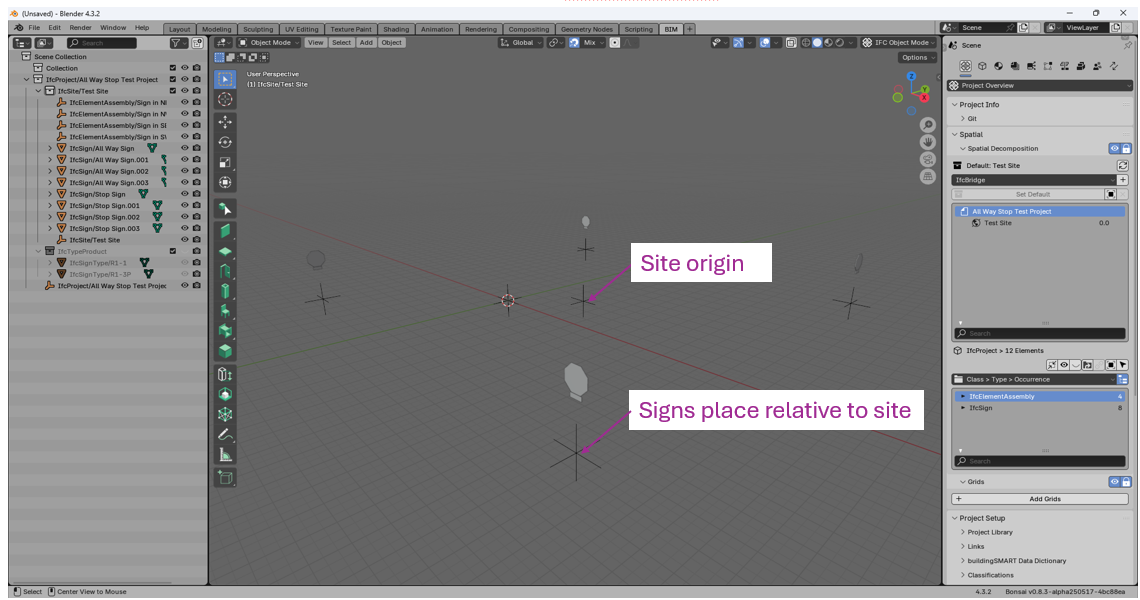 (Unsaved) - Blender 4.3.2
File Edit Render Window Help Layout Modeling Sculpting UV Editing Texture Paint Shading Animation Compositing Rendering Geometry Nodes Scripting BIM + Scene ViewLayer
Search Object Mode View Select Add Object Global Mix IFC Object Mode Scene
Options
Scene Collection
Collection
IfcProject/All Way Stop Test Project
IfcSite/Test Site
IfcElementAssembly/Sign in NE
IfcElementAssembly/Sign in N
IfcElementAssembly/Sign in SE
IfcElementAssembly/Sign in S
IfcSign/All Way Sign
IfcSign/All Way Sign.001
IfcSign/All Way Sign.002
IfcSign/All Way Sign.003
IfcSign/Stop Sign
IfcSign/Stop Sign.001
IfcSign/Stop Sign.002
IfcSign/Stop Sign.003
IfcSite/Test Site
IfcTypeProduct
IfcSignType/R1-1
IfcSignType/R1-3P
IfcProject/All Way Stop Test Projec
User Perspective
(1) IfcSite/Test Site
Z
Y
X
Site origin
Signs place relative to site
Project Overview
Project Info
Git
Spatial
Spatial Decomposition
Default: Test Site
IfcBridge
Set Default
All Way Stop Test Project
Test Site 0.0
Search
IfcProject > 12 Elements
Class > Type > Occurrence
IfcElementAssembly 4
IfcSign 8
Search
Grids
+ Add Grids
Project Setup
Project Library
Links
buildingSMART Data Dictionary
Classifications
Select Center View to Mouse 4.3.2 Bonsai v0.8.3-alpha250517-4bc88ea